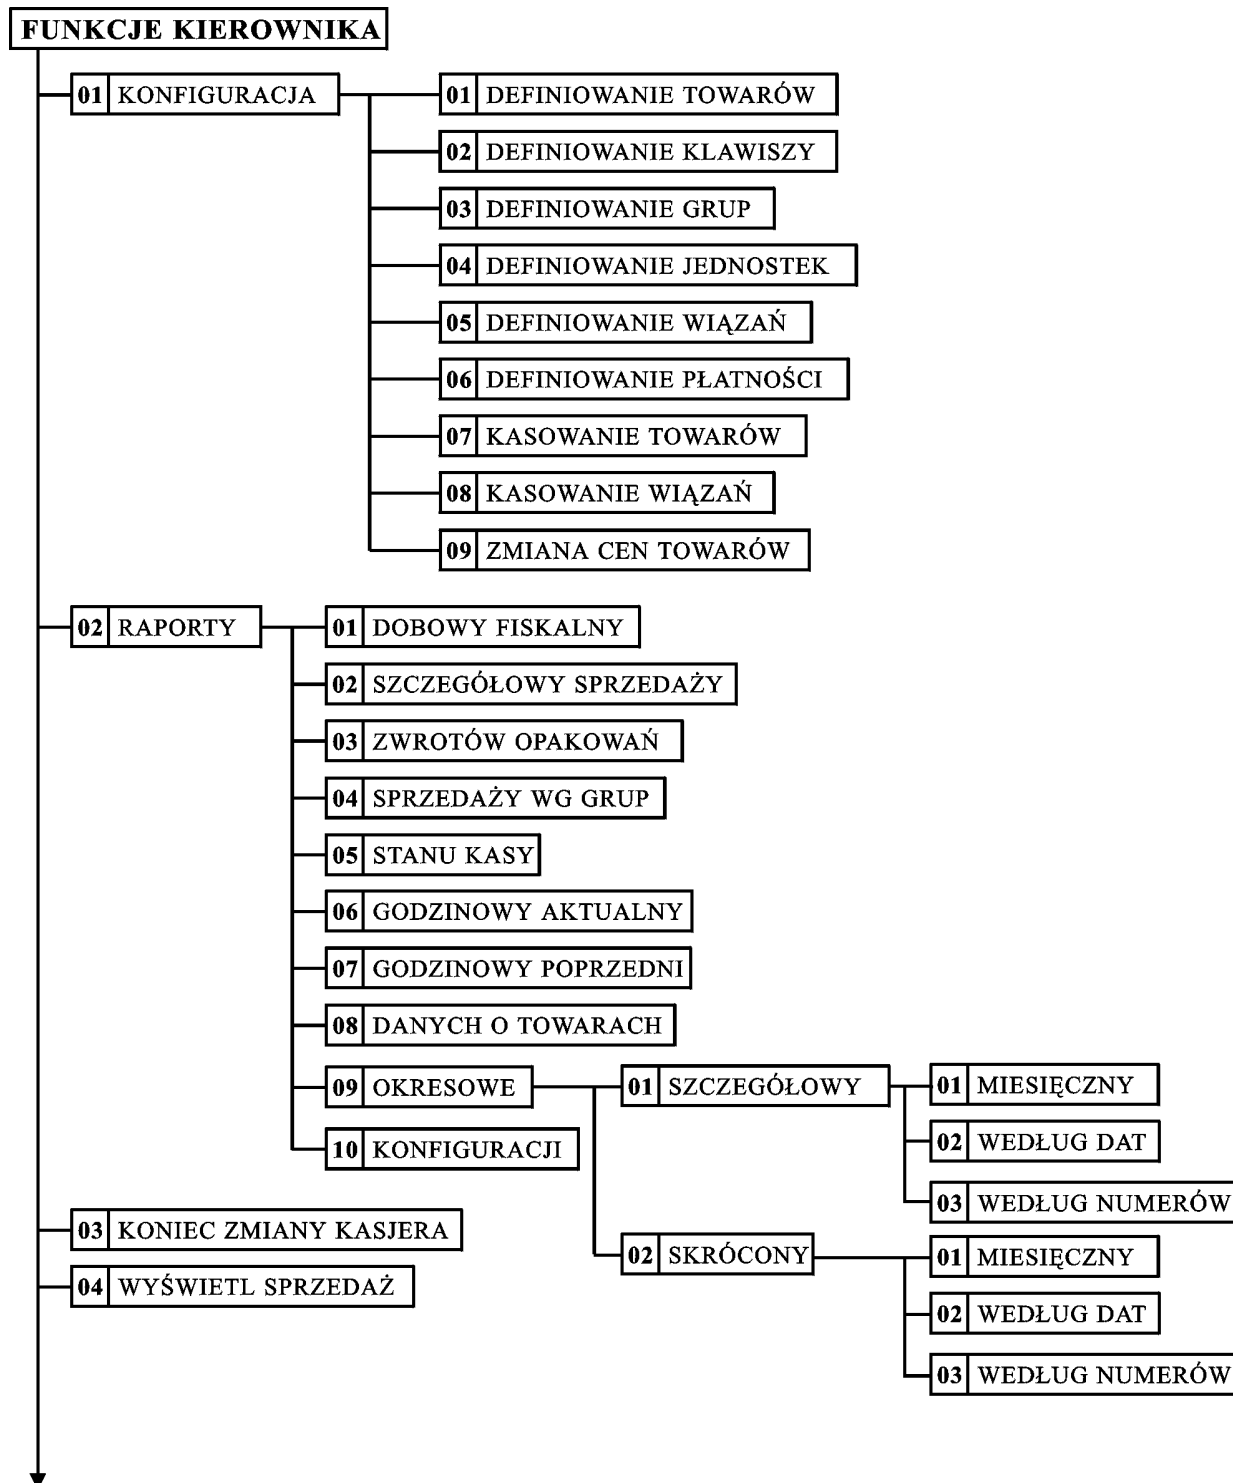 FUNKCJE KIEROWNIKA
01 KONFIGURACJA
01 DEFINIOWANIE TOWARÓW
02 DEFINIOWANIE KLAWISZY
03 DEFINIOWANIE GRUP
04 DEFINIOWANIE JEDNOSTEK
05 DEFINIOWANIE WIĄZAŃ
06 DEFINIOWANIE PŁATNOŚCI
07 KASOWANIE TOWARÓW
08 KASOWANIE WIĄZAŃ
09 ZMIANA CEN TOWARÓW
02 RAPORTY
01 DOBOWY FISKALNY
02 SZCZEGÓŁOWY SPRZEDAŻY
03 ZWROTÓW OPAKOWAŃ
04 SPRZEDAŻY WG GRUP
05 STANU KASY
06 GODZINOWY AKTUALNY
07 GODZINOWY POPRZEDNI
08 DANYCH O TOWARACH
09 OKRESOWE
01 SZCZEGÓŁOWY
01 MIESIĘCZNY
02 WEDŁUG DAT
03 WEDŁUG NUMERÓW
02 SKRÓCONY
01 MIESIĘCZNY
02 WEDŁUG DAT
03 WEDŁUG NUMERÓW
10 KONFIGURACJI
03 KONIEC ZMIANY KASJERA
04 WYŚWIETL SPRZEDAŻ